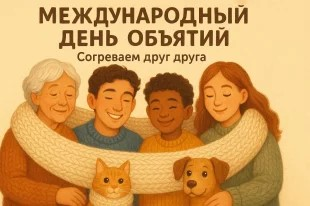 МЕЖДУНАРОДНЫЙ
ДЕНЬ ОБЪЯТИЙ
Согреваем друг друга